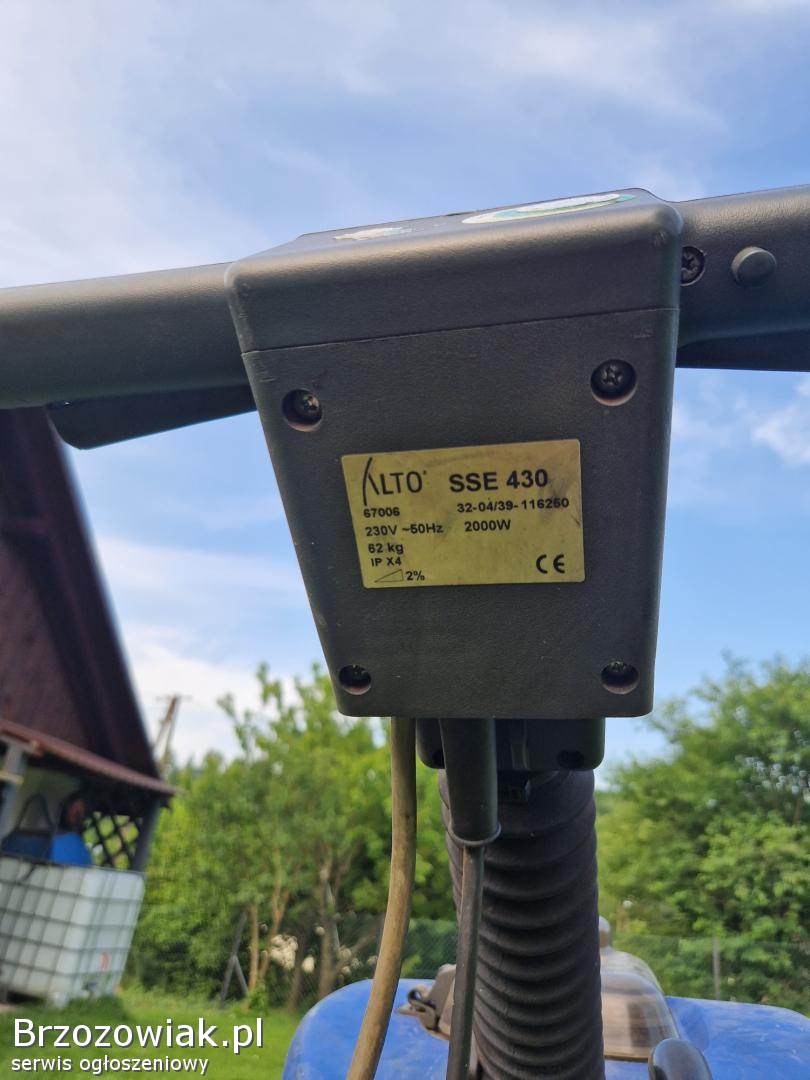 ALTO® SSE 430
67006 32-04/39-116250
230V ~50Hz 2000W
62 kg
IP X4
2% CE
Brzozowiak.pl
serwis ogłoszeniowy